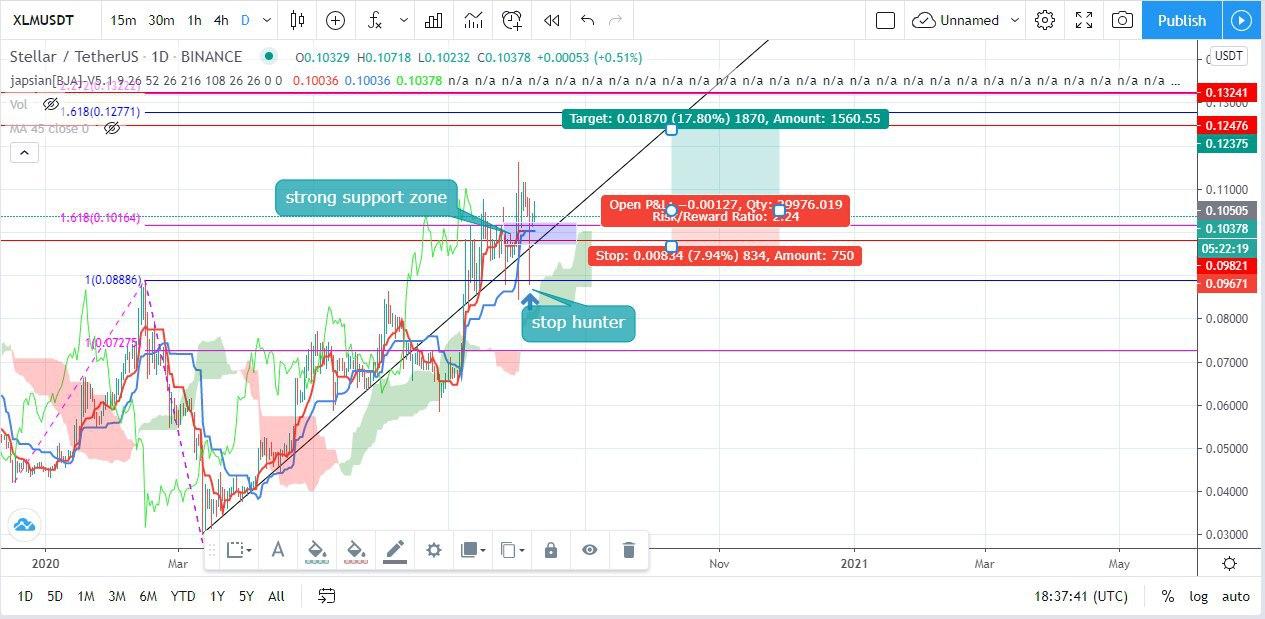 XLMUSDT 15m 30m 1h 4h D Unnamed Publish
Stellar / TetherUS · 1D · BINANCE O0.10329 H0.10718 L0.10232 C0.10378 +0.00053 (+0.51%)
USDT
japsian[BJA]-V5.1 9 26 52 26 216 108 26 26 0 0 0.10036 0.10036 0.10378 n/a n/a n/a n/a n/a n/a n/a n/a n/a n/a n/a n/a n/a n/a n/a n/a n/a n/a n/a n/a n/a n/a n/a n/a n/a n/a n/a ...
2.272(0.13222)
0.13241
0.13000
Vol
1.618(0.12771)
Target: 0.01870 (17.80%) 1870, Amount: 1560.55
0.12476
MA 45 close 0
0.12375
strong support zone
0.11000
Open P&L: −0.00127, Qty: 89976.019
0.10505
1.618(0.10164)
Risk/Reward Ratio: 2.24
0.10378
05:22:19
Stop: 0.00834 (7.94%) 834, Amount: 750
0.09821
1(0.08886)
0.09671
stop hunter
0.08000
1(0.07275)
0.07000
0.06000
0.05000
0.04000
0.03000
A
2020 Mar Nov 2021 Mar May
1D 5D 1M 3M 6M YTD 1Y 5Y All 18:37:41 (UTC) % log auto